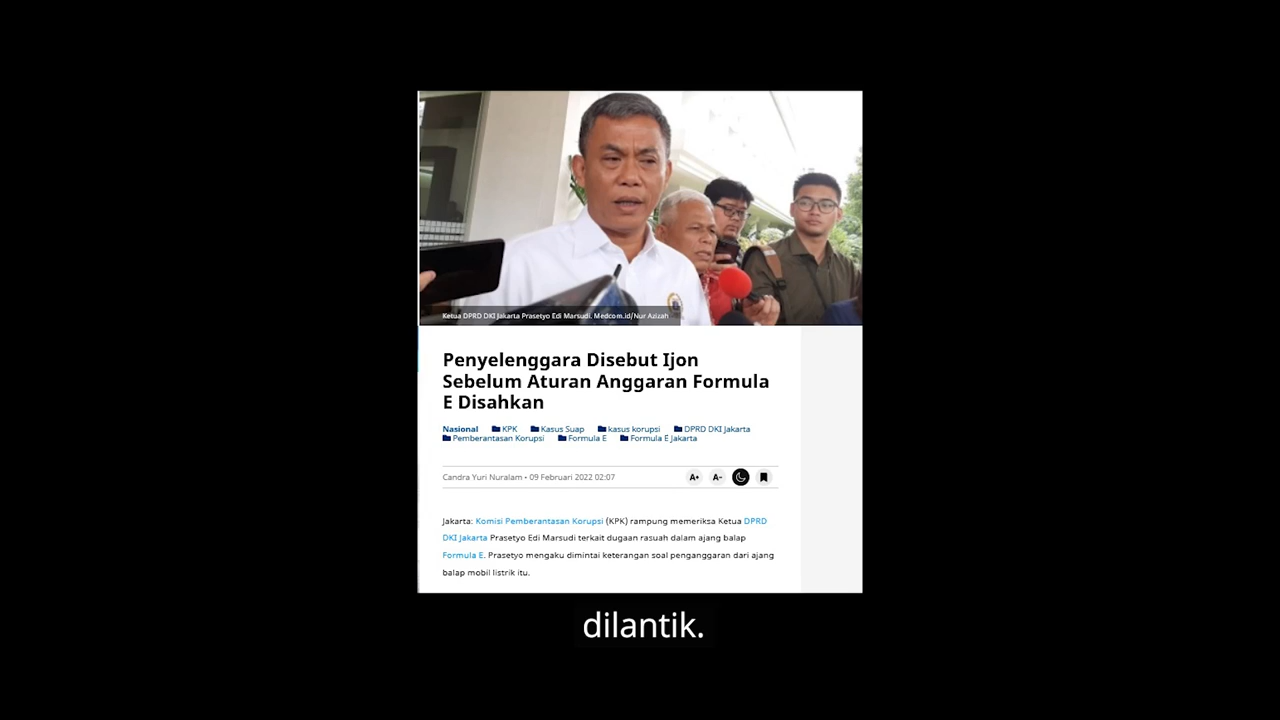 Ketua DPRD DKI Jakarta Prasetyo Edi Marsudi. Medcom.id/Nur Azizah
Penyelenggara Disebut Ijon
Sebelum Aturan Anggaran Formula
E Disahkan
Nasional KPK Kasus Suap kasus korupsi DPRD DKI Jakarta
Pemberantasan Korupsi Formula E Formula E Jakarta
Candra Yuri Nuralam • 09 Februari 2022 02:07 A+ A-
Jakarta: Komisi Pemberantasan Korupsi (KPK) rampung memeriksa Ketua DPRD
DKI Jakarta Prasetyo Edi Marsudi terkait dugaan rasuah dalam ajang balap
Formula E. Prasetyo mengaku dimintai keterangan soal penganggaran dari ajang
balap mobil listrik itu.
dilantik.